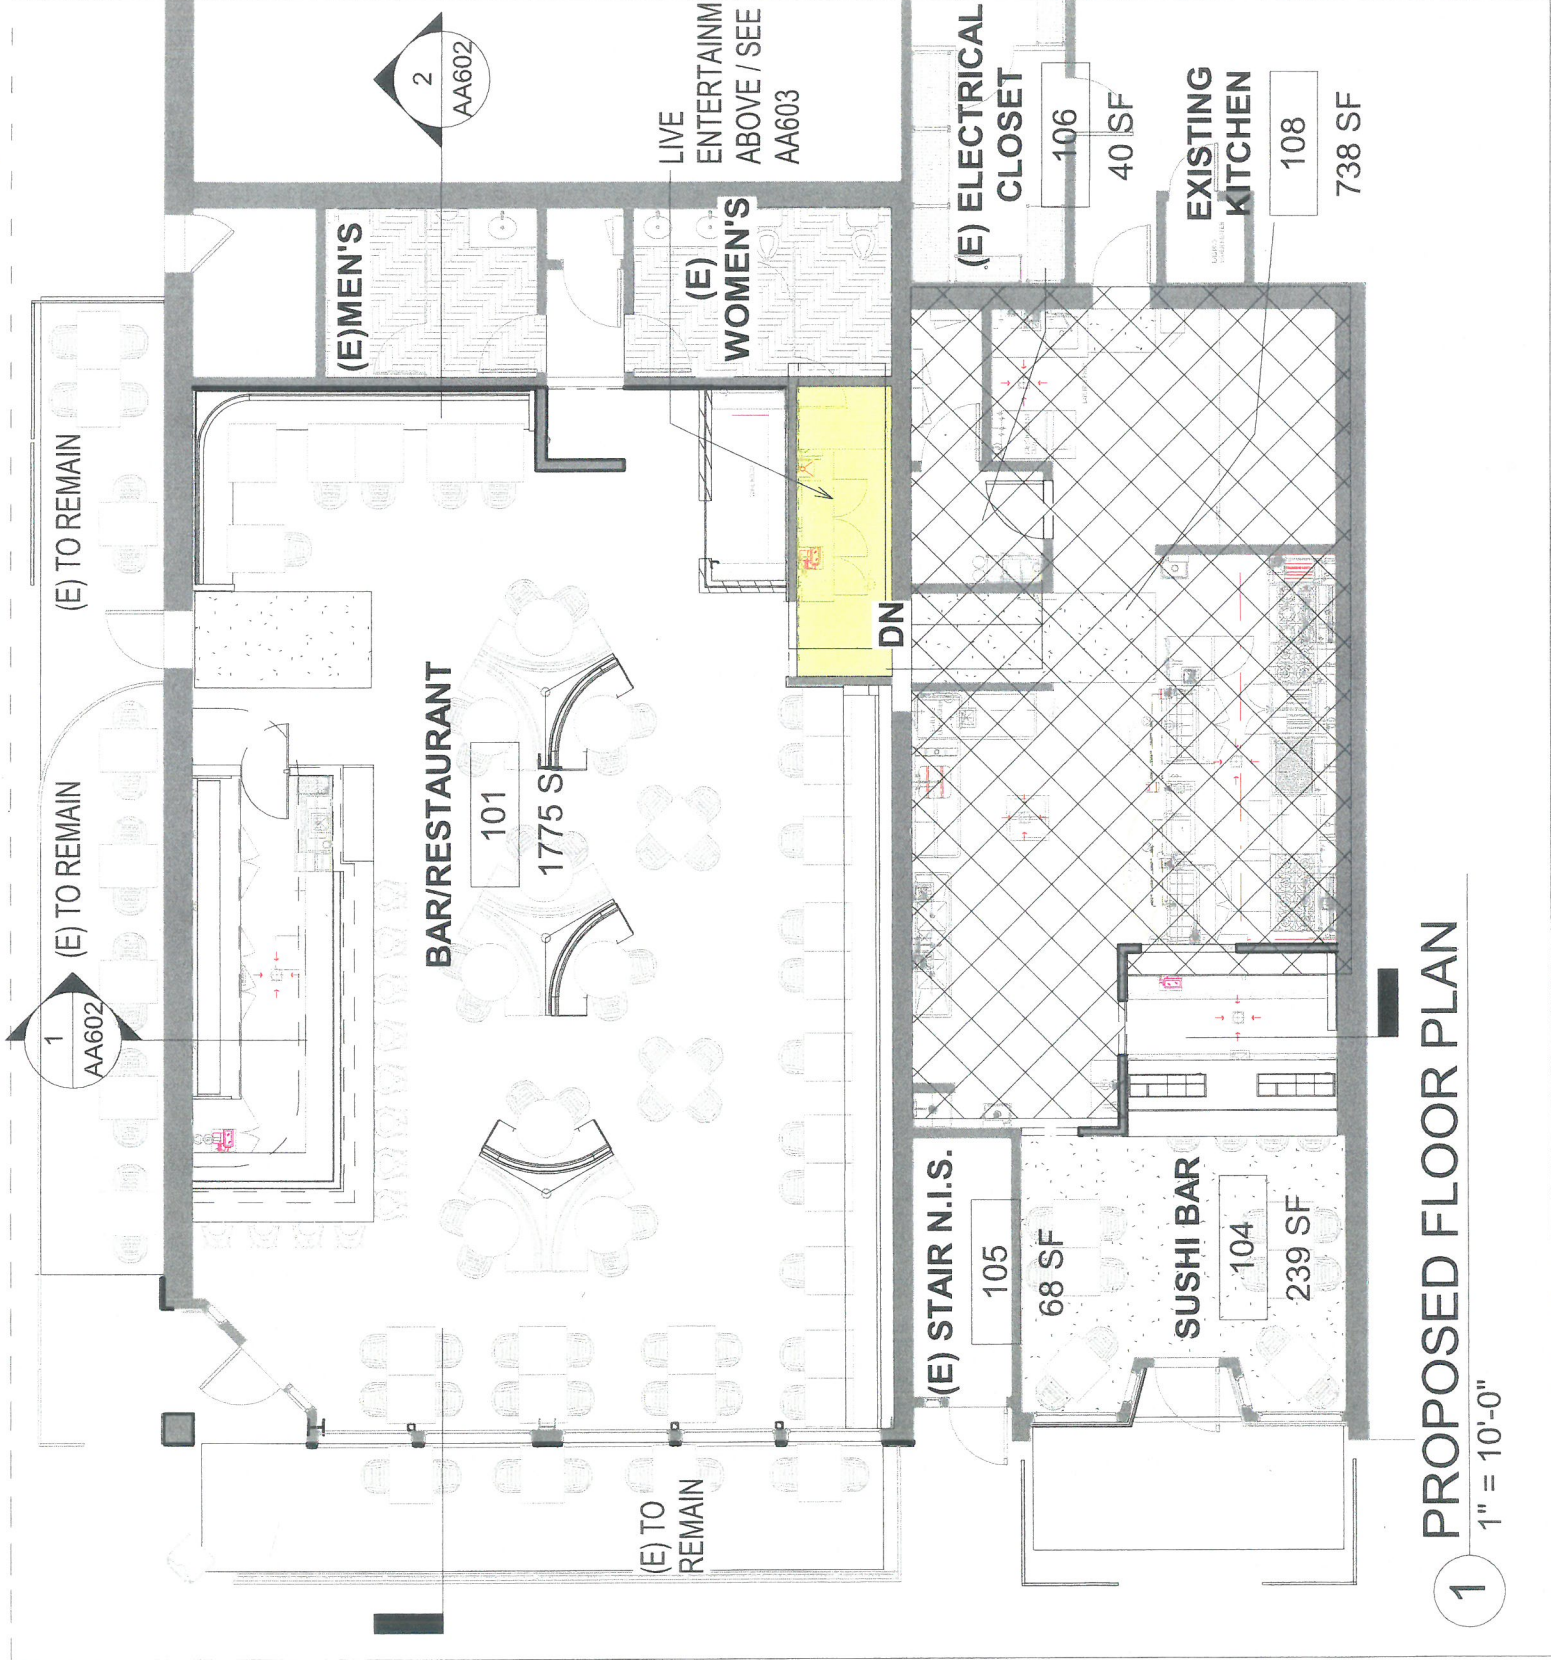 (E) TO REMAIN
(E) TO REMAIN
1
AA602
2
AA602
LIVE
ENTERTAINM
ABOVE / SEE
AA603
(E)MEN'S
(E)
WOMEN'S
BAR/RESTAURANT
101
1775 S
DN
(E) ELECTRICAL
CLOSET
106
40 SF
EXISTING
KITCHEN
108
738 SF
(E) STAIR N.I.S.
105
68 SF
SUSHI BAR
104
239 SF
(E) TO
REMAIN
1
PROPOSED FLOOR PLAN
1" = 10'-0"